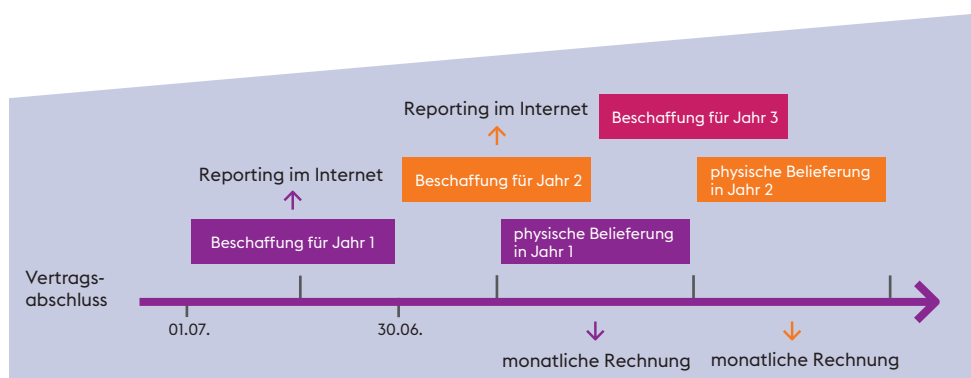 Reporting im Internet
Beschaffung für Jahr 3
Reporting im Internet
Beschaffung für Jahr 2
physische Belieferung
in Jahr 2
Beschaffung für Jahr 1
physische Belieferung
in Jahr 1
Vertrags-
abschluss
01.07.
30.06.
monatliche Rechnung
monatliche Rechnung